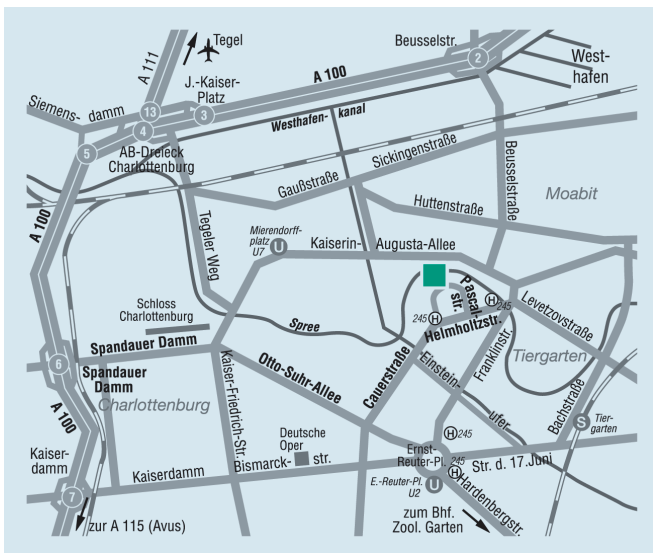 Tegel
Beusselstr.
West-
hafen
A 111
J.-Kaiser-
Platz
A 100
2
Siemens-
damm
13
3
4
Westhafen-
kanal
5
AB-Dreieck
Charlottenburg
Sickingenstraße
Beusselstraße
Gaußstraße
Moabit
A 100
Huttenstraße
Tegeler Weg
Mierendorff-
platz
U7
U
Kaiserin-
Augusta-Allee
Pascal-
str.
H
245
Levetzovstraße
Schloss
Charlottenburg
Spree
245
H
Helmholtzstr.
Spandauer Damm
Franklinstr.
Tiergarten
6
Spandauer
Damm
Otto-Suhr-Allee
Cauerstraße
Einstein-
ufer
Kaiser-Friedrich-Str.
Charlottenburg
A 100
Bachstraße
S
Tier-
garten
Deutsche
Oper
H
245
Kaiser-
damm
Bismarck-
str.
Ernst-
Reuter-Pl.
245
H
Str. d. 17.Juni
Kaiserdamm
E.-Reuter-Pl.
U2
U
Hardenbergstr.
7
zur A 115 (Avus)
zum Bhf.
Zool. Garten